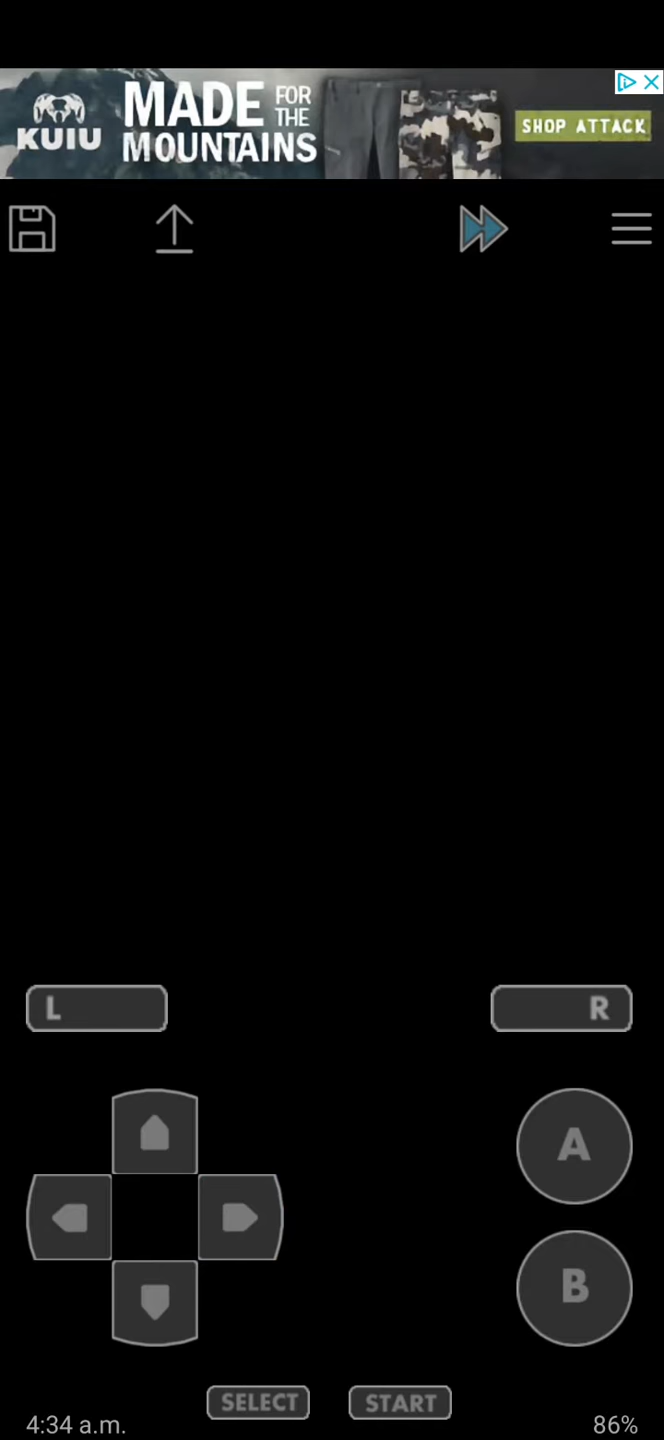 KUIU
MADE FOR THE
MOUNTAINS
SHOP ATTACK
L
R
A
B
SELECT
START
4:34 a.m.
86%